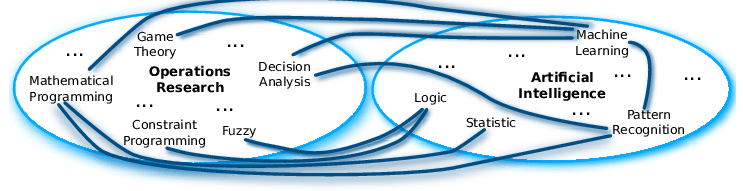 Game
Theory
...
...
Mathematical
Programming
Operations
Research
Decision
Analysis
...
...
Constraint
Programming
Fuzzy
Machine
Learning
...
...
Artificial
Intelligence
...
...
Logic
...
Statistic
Pattern
Recognition